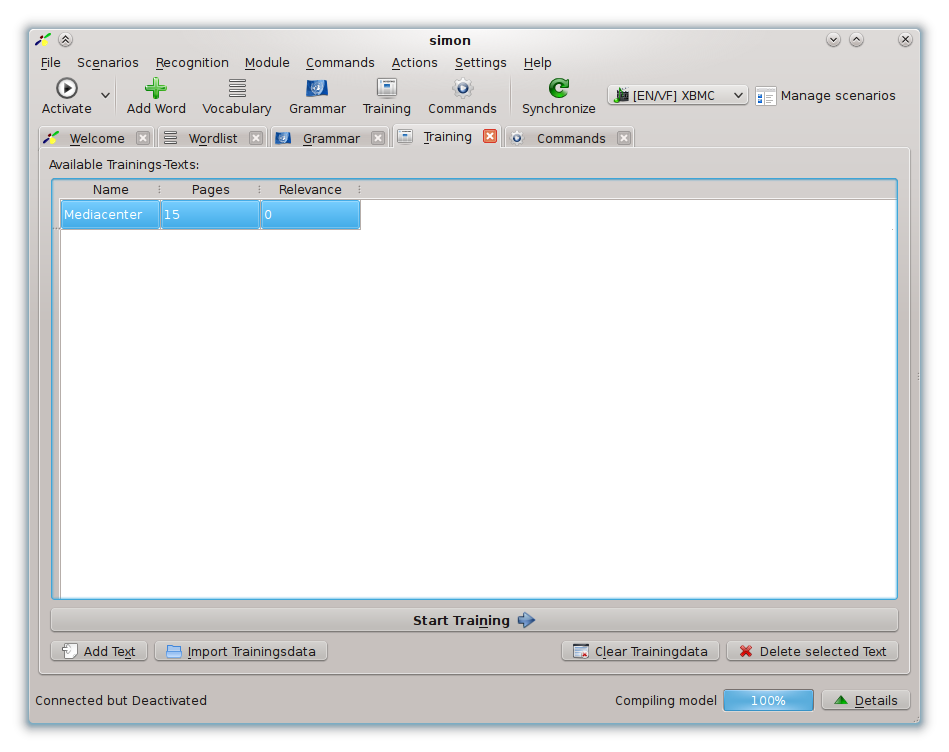 simon
File Scenarios Recognition Module Commands Actions Settings Help
Activate Add Word Vocabulary Grammar Training Commands Synchronize [EN/VF] XBMC Manage scenarios
Welcome Wordlist Grammar Training Commands
Available Trainings-Texts:
Name Pages Relevance
Mediacenter 15 0
Start Training
Add Text Import Trainingsdata Clear Trainingdata Delete selected Text
Connected but Deactivated Compiling model 100% Details